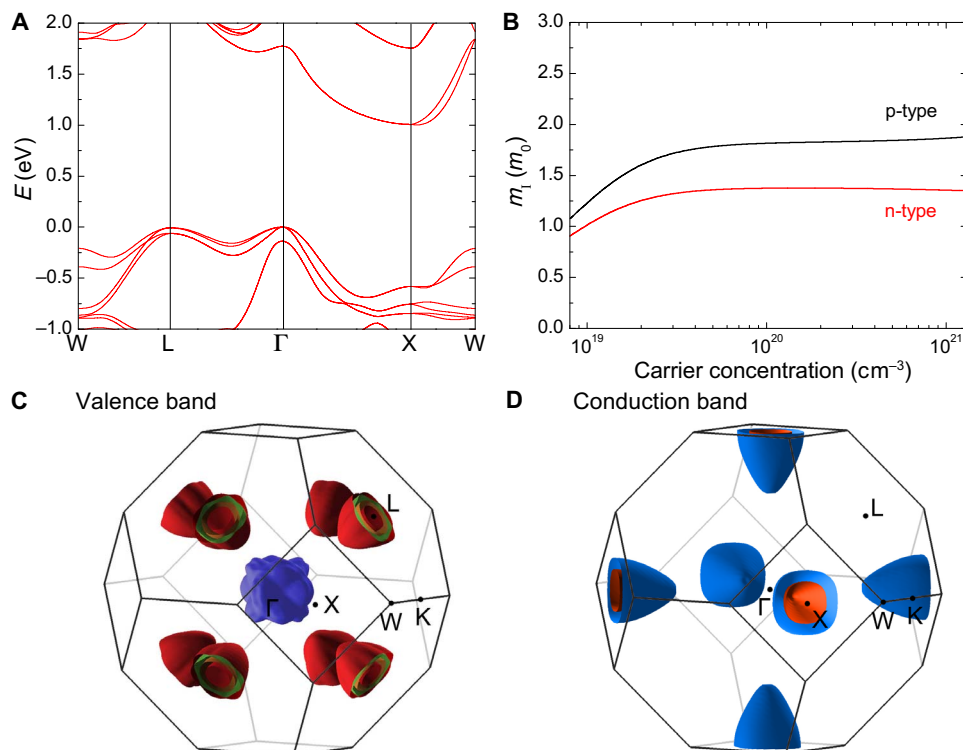 A
2.0
1.5
1.0
0.5
0.0
−0.5
−1.0
E (eV)
W L Γ X W
B
3.0
2.5
2.0
1.5
1.0
0.5
0.0
m_I (m_0)
p-type
n-type
10^19 10^20 10^21
Carrier concentration (cm^−3)
C Valence band
L
Γ X W K
D Conduction band
L
Γ X W K